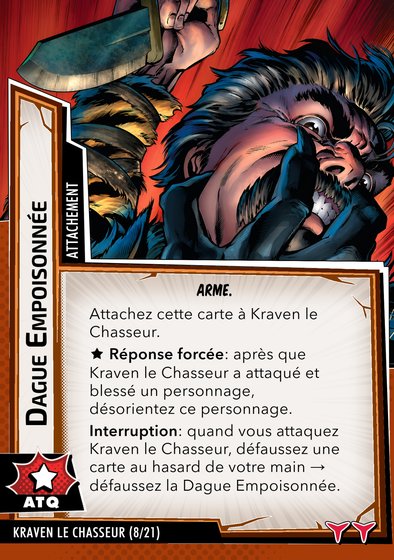 DAGUE EMPOISONNÉE
ATTACHEMENT
ARME.
Attachez cette carte à Kraven le
Chasseur.
★ Réponse forcée: après que
Kraven le Chasseur a attaqué et
blessé un personnage,
désorientez ce personnage.
Interruption: quand vous attaquez
Kraven le Chasseur, défaussez une
carte au hasard de votre main →
défaussez la Dague Empoisonnée.
ATQ
KRAVEN LE CHASSEUR (8/21)